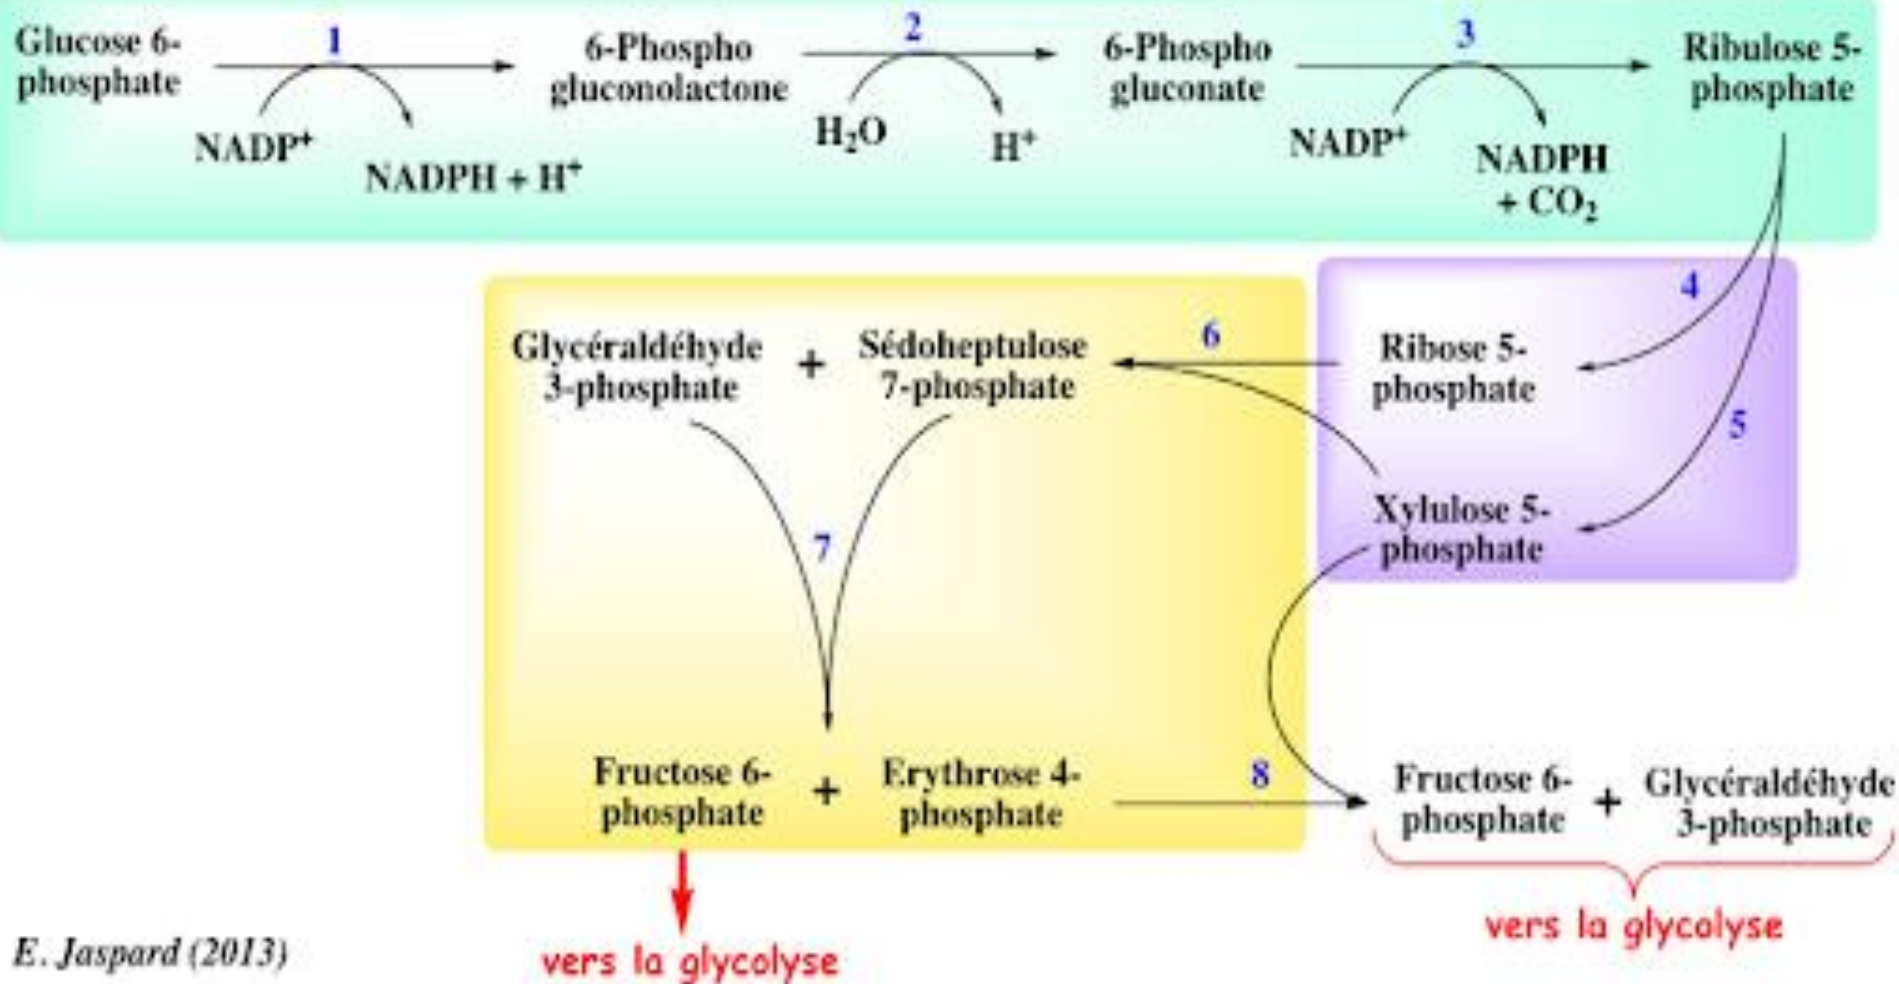 Glucose 6-
phosphate
1
NADP⁺
NADPH + H⁺
6-Phospho
gluconolactone
2
H₂O
H⁺
6-Phospho
gluconate
3
NADP⁺
NADPH
+ CO₂
Ribulose 5-
phosphate
4
5
Glycéraldéhyde
3-phosphate
+
Sédoheptulose
7-phosphate
6
Ribose 5-
phosphate
Xylulose 5-
phosphate
7
Fructose 6-
phosphate
+
Erythrose 4-
phosphate
8
Fructose 6-
phosphate
+
Glycéraldéhyde
3-phosphate
vers la glycolyse
vers la glycolyse
E. Jaspard (2013)